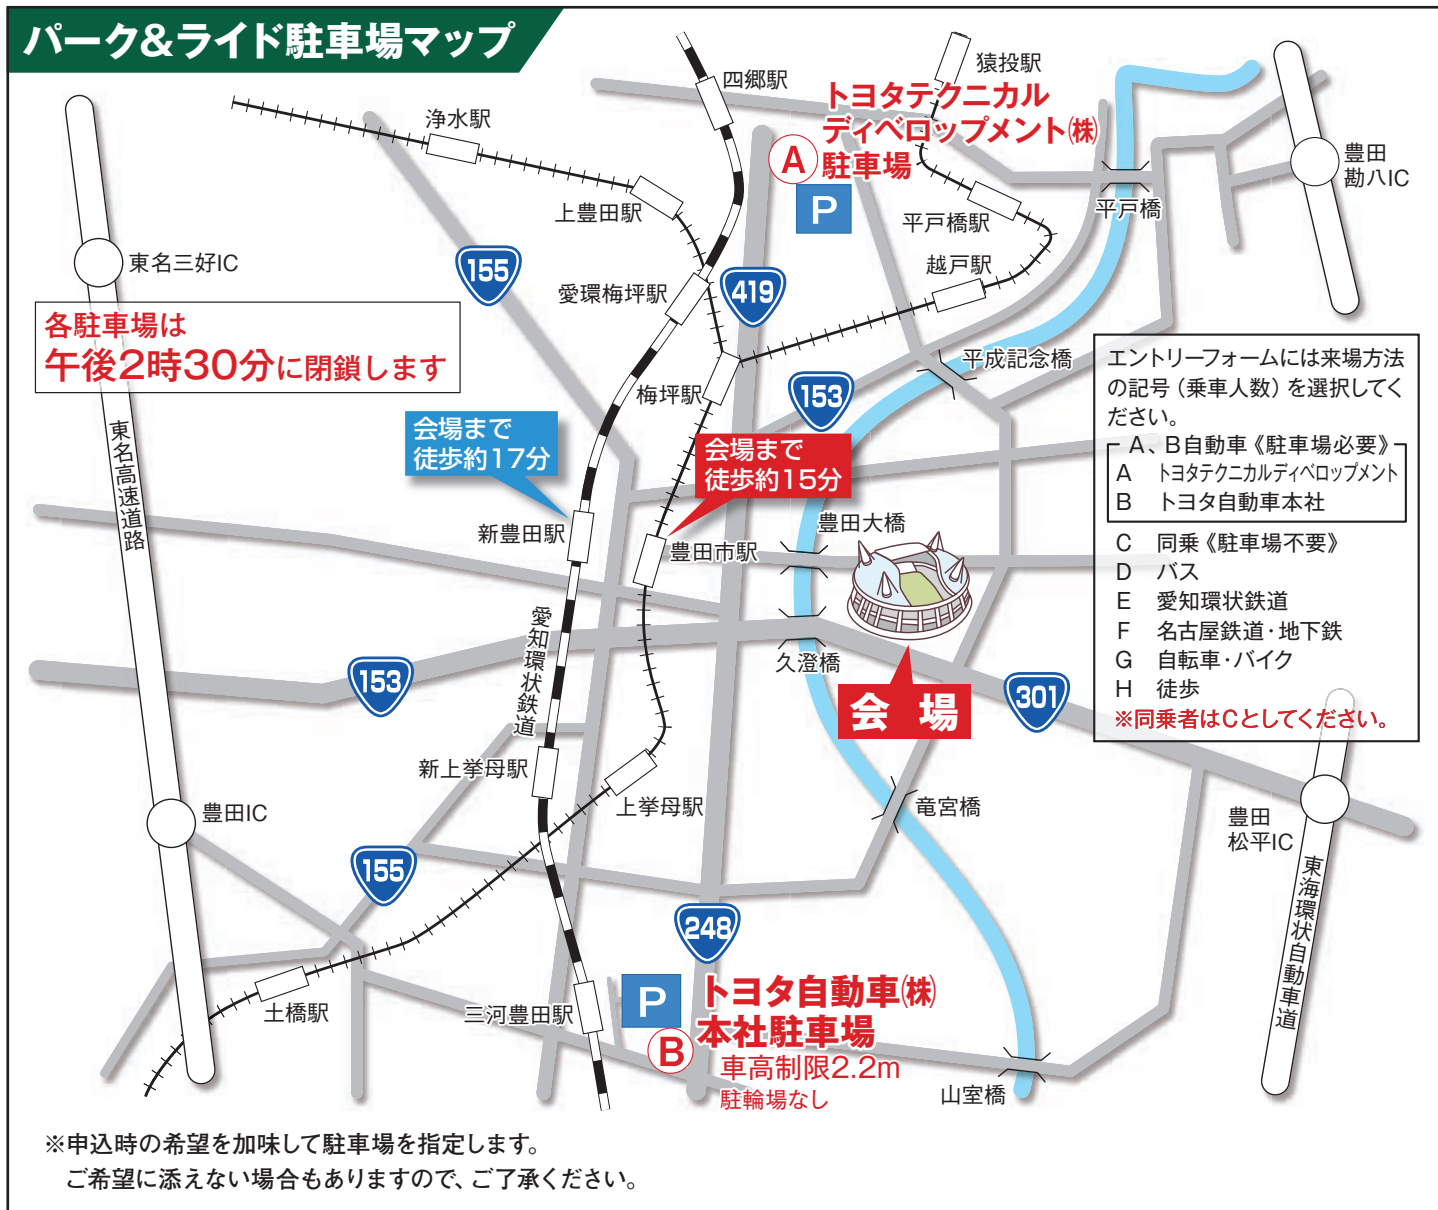 パーク&ライド駐車場マップ
四郷駅
猿投駅
トヨタテクニカル
ディベロップメント㈱
駐車場
A
P
浄水駅
上豊田駅
平戸橋駅
平戸橋
豊田
勘八IC
越戸駅
東名三好IC
155
愛環梅坪駅
419
各駐車場は
午後2時30分に閉鎖します
梅坪駅
153
平成記念橋
エントリーフォームには来場方法
の記号(乗車人数)を選択してく
ださい。
A、B自動車《駐車場必要》
A トヨタテクニカルディベロップメント
B トヨタ自動車本社
C 同乗《駐車場不要》
D バス
E 愛知環状鉄道
F 名古屋鉄道・地下鉄
G 自転車・バイク
H 徒歩
※同乗者はCとしてください。
東名高速道路
会場まで
徒歩約17分
会場まで
徒歩約15分
新豊田駅
豊田市駅
豊田大橋
愛知環状鉄道
久澄橋
153
会場
301
新上挙母駅
上挙母駅
竜宮橋
豊田IC
豊田
松平IC
155
248
東海環状自動車道
土橋駅
三河豊田駅
P
B
トヨタ自動車㈱
本社駐車場
車高制限2.2m
駐輪場なし
山室橋
※申込時の希望を加味して駐車場を指定します。
ご希望に添えない場合もありますので、ご了承ください。